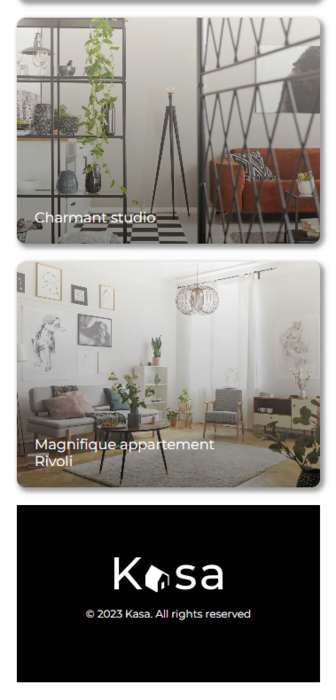 Charmant studio
Magnifique appartement
Rivoli
Kasa
© 2023 Kasa. All rights reserved